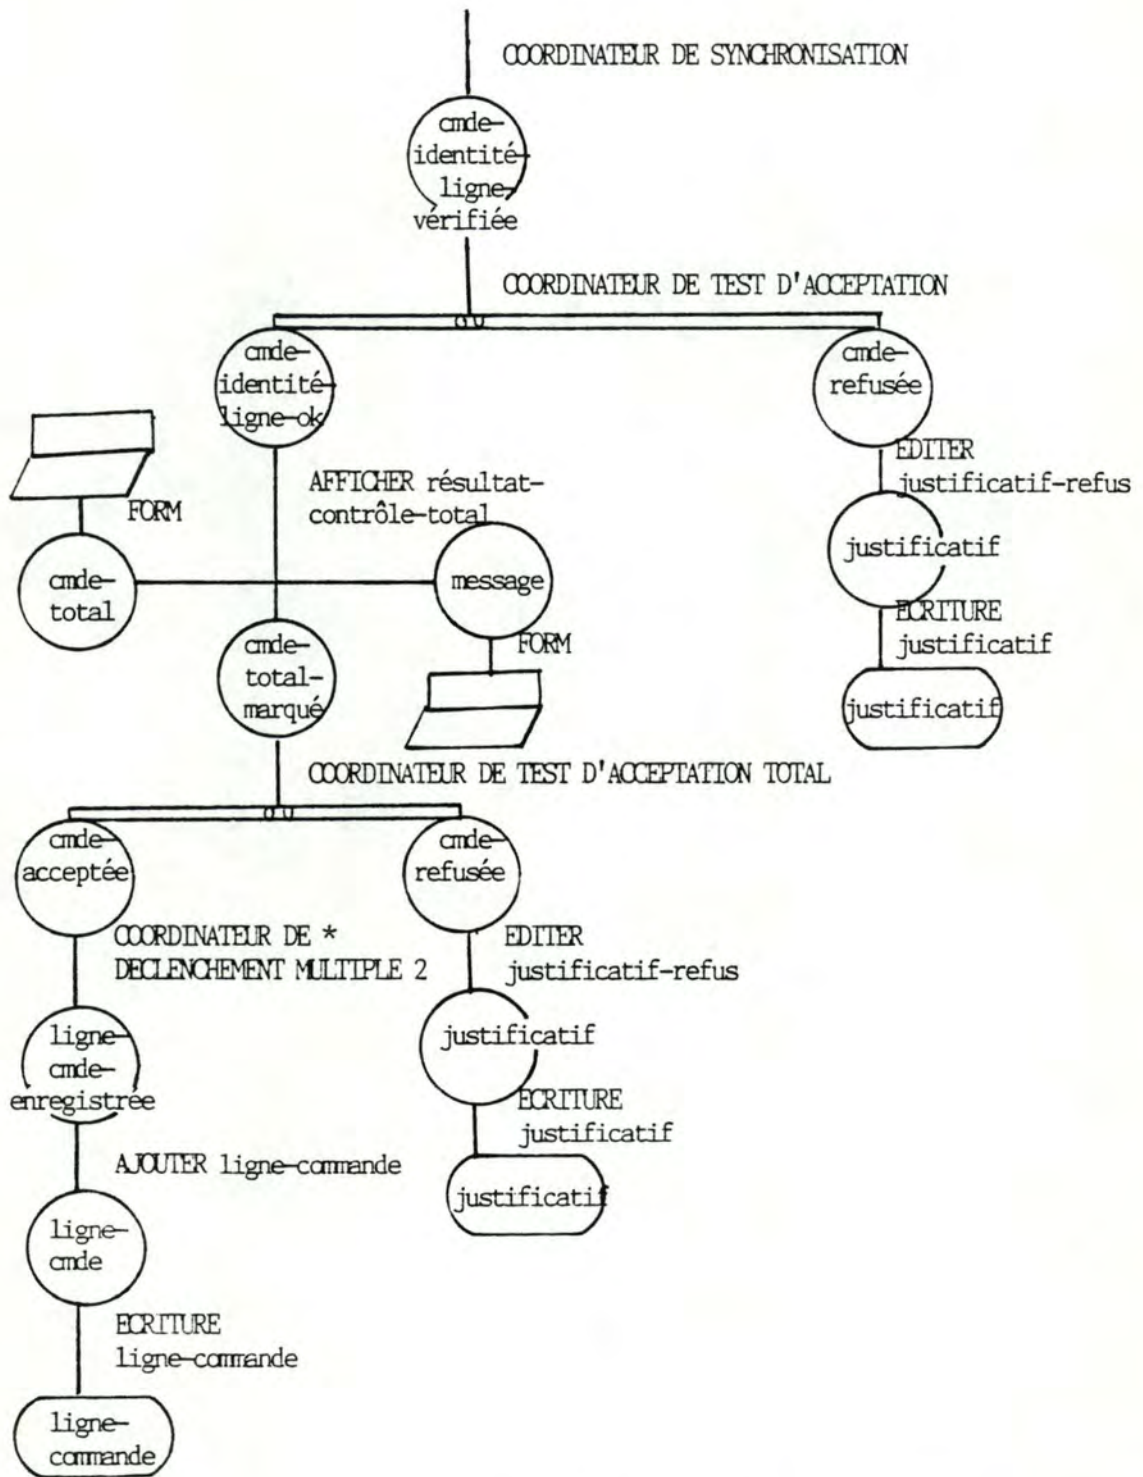 COORDINATEUR DE SYNCHRONISATION
cmde-
identité-
ligne-
vérifiée
COORDINATEUR DE TEST D'ACCEPTATION
cmde-
identité-
ligne-ok
cmde-
refusée
EDITER
justificatif-refus
AFFICHER résultat-
contrôle-total
FORM
cmde-
total
message
justificatif
ECRITURE
justificatif
FORM
cmde-
total-
marqué
justificatif
COORDINATEUR DE TEST D'ACCEPTATION TOTAL
cmde-
acceptée
cmde-
refusée
COORDINATEUR DE *
DECLENCHEMENT MULTIPLE 2
EDITER
justificatif-refus
ligne-
cmde-
enregistrée
justificatif
ECRITURE
justificatif
AJOUTER ligne-commande
justificatif
ligne-
cmde
ECRITURE
ligne-commande
ligne-
commande